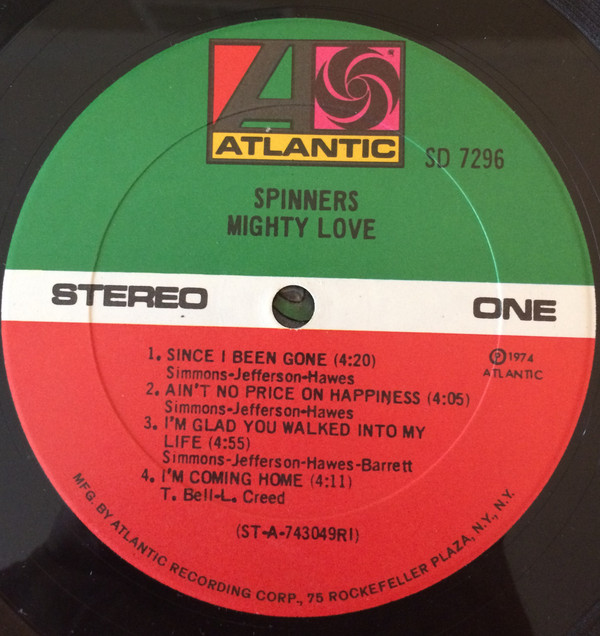 ATLANTIC
SD 7296
SPINNERS
MIGHTY LOVE
STEREO
ONE
℗ 1974
ATLANTIC
1. SINCE I BEEN GONE (4:20)
Simmons-Jefferson-Hawes
2. AIN'T NO PRICE ON HAPPINESS (4:05)
Simmons-Jefferson-Hawes
3. I'M GLAD YOU WALKED INTO MY
LIFE (4:55)
Simmons-Jefferson-Hawes-Barrett
4. I'M COMING HOME (4:11)
T. Bell-L. Creed
(ST-A-743049RI)
MFG. BY ATLANTIC RECORDING CORP., 75 ROCKEFELLER PLAZA, N.Y., N.Y.